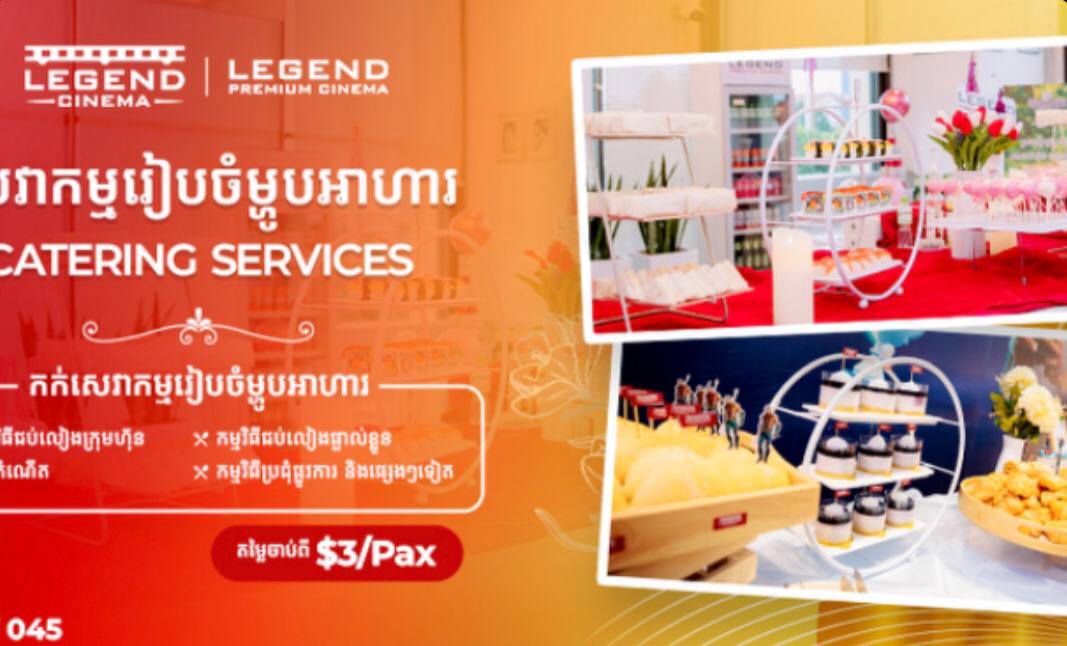 LEGEND
CINEMA
LEGEND
PREMIUM CINEMA
សេវាកម្មរៀបចំម្ហូបអាហារ
CATERING SERVICES
កក់សេវាកម្មរៀបចំម្ហូបអាហារ
កម្មវិធីជប់លៀងផ្ទាល់ខ្លួន
កម្មវិធីប្រជុំផ្លូវការ និងផ្សេងៗទៀត
តម្លៃចាប់ពី $3/Pax
045
LEGEND